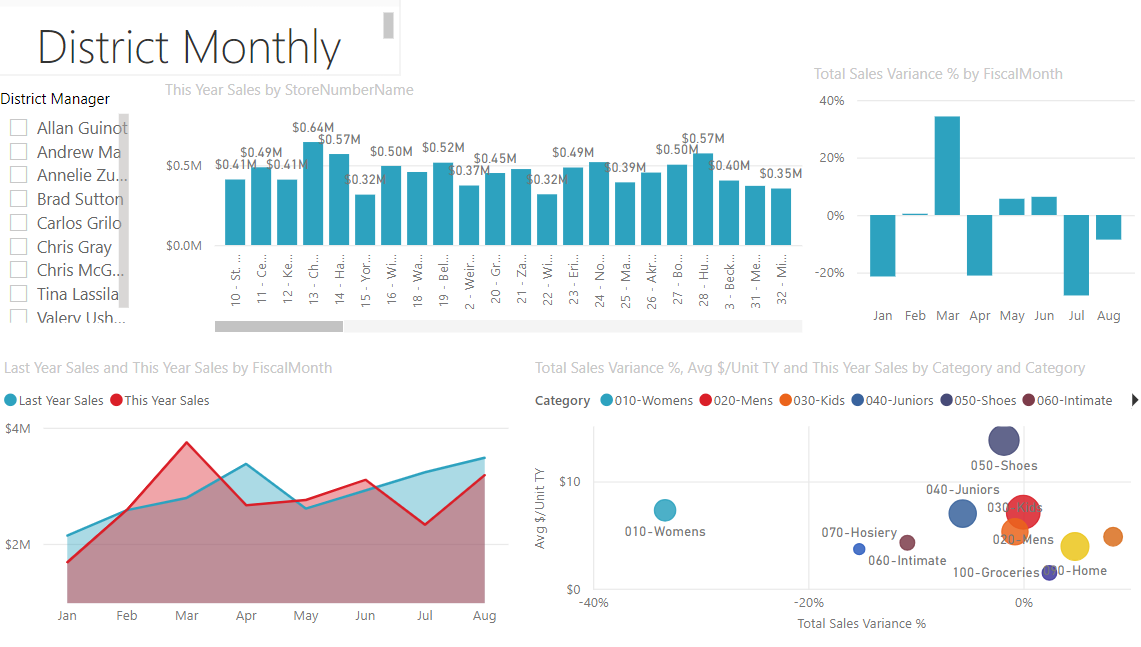 District Monthly
District Manager
Allan Guinot
Andrew Ma
Annelie Zu...
Brad Sutton
Carlos Grilo
Chris Gray
Chris McG...
Tina Lassila
Valery Ush...
This Year Sales by StoreNumberName
$0.5M
$0.0M
$0.41M
$0.49M
$0.41M
$0.64M
$0.57M
$0.32M
$0.50M
$0.52M
$0.37M
$0.45M
$0.32M
$0.49M
$0.39M
$0.50M
$0.57M
$0.40M
$0.35M
10 - St. ...
11 - Ce...
12 - Ke...
13 - Ch...
14 - Ha...
15 - Yor...
16 - Wi...
18 - Wa...
19 - Bel...
2 - Weir...
20 - Gr...
21 - Za...
22 - Wi...
23 - Eri...
24 - No...
25 - Ma...
26 - Akr...
27 - Bo...
28 - Hu...
3 - Beck...
31 - Me...
32 - Mi...
Total Sales Variance % by FiscalMonth
40%
20%
0%
-20%
Jan Feb Mar Apr May Jun Jul Aug
Last Year Sales and This Year Sales by FiscalMonth
Last Year Sales This Year Sales
$4M
$2M
Jan Feb Mar Apr May Jun Jul Aug
Total Sales Variance %, Avg $/Unit TY and This Year Sales by Category and Category
Category 010-Womens 020-Mens 030-Kids 040-Juniors 050-Shoes 060-Intimate
Avg $/Unit TY
$10
$0
050-Shoes
040-Juniors
030-Kids
010-Womens
070-Hosiery
020-Mens
060-Intimate
100-Groceries
090-Home
-40% -20% 0%
Total Sales Variance %